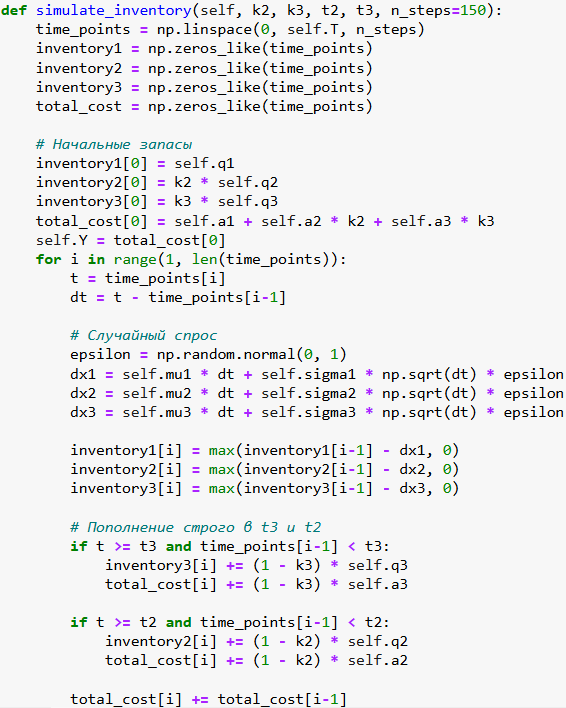 def simulate_inventory(self, k2, k3, t2, t3, n_steps=150):
    time_points = np.linspace(0, self.T, n_steps)
    inventory1 = np.zeros_like(time_points)
    inventory2 = np.zeros_like(time_points)
    inventory3 = np.zeros_like(time_points)
    total_cost = np.zeros_like(time_points)

    # Начальные запасы
    inventory1[0] = self.q1
    inventory2[0] = k2 * self.q2
    inventory3[0] = k3 * self.q3
    total_cost[0] = self.a1 + self.a2 * k2 + self.a3 * k3
    self.Y = total_cost[0]
    for i in range(1, len(time_points)):
        t = time_points[i]
        dt = t - time_points[i-1]

        # Случайный спрос
        epsilon = np.random.normal(0, 1)
        dx1 = self.mu1 * dt + self.sigma1 * np.sqrt(dt) * epsilon
        dx2 = self.mu2 * dt + self.sigma2 * np.sqrt(dt) * epsilon
        dx3 = self.mu3 * dt + self.sigma3 * np.sqrt(dt) * epsilon

        inventory1[i] = max(inventory1[i-1] - dx1, 0)
        inventory2[i] = max(inventory2[i-1] - dx2, 0)
        inventory3[i] = max(inventory3[i-1] - dx3, 0)

        # Пополнение строго в t3 и t2
        if t >= t3 and time_points[i-1] < t3:
            inventory3[i] += (1 - k3) * self.q3
            total_cost[i] += (1 - k3) * self.a3

        if t >= t2 and time_points[i-1] < t2:
            inventory2[i] += (1 - k2) * self.q2
            total_cost[i] += (1 - k2) * self.a2

        total_cost[i] += total_cost[i-1]